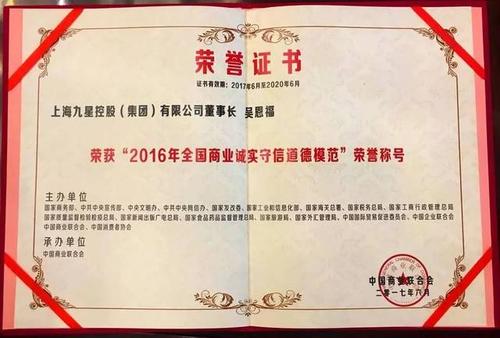 荣誉证书
证书有效期：2017年6月至2020年6月
上海九星控股（集团）有限公司董事长 吴恩福
荣获“2016年全国商业诚实守信道德模范”荣誉称号
主办单位
国家商务部、中共中央宣传部、中央文明办、中共中央网信办、国家发改委、国家工业和信息化部、国家海关总署、国家税务总局、国家工商行政管理总局
国家质量监督检验检疫总局、国家新闻出版广电总局、国家食品药品监督管理总局、国家旅游局、国家外汇管理局、中国国际贸易促进委员会、中国企业联合会
中国商业联合会、中国消费者协会
承办单位
中国商业联合会
中国商业联合会
二〇一七年六月